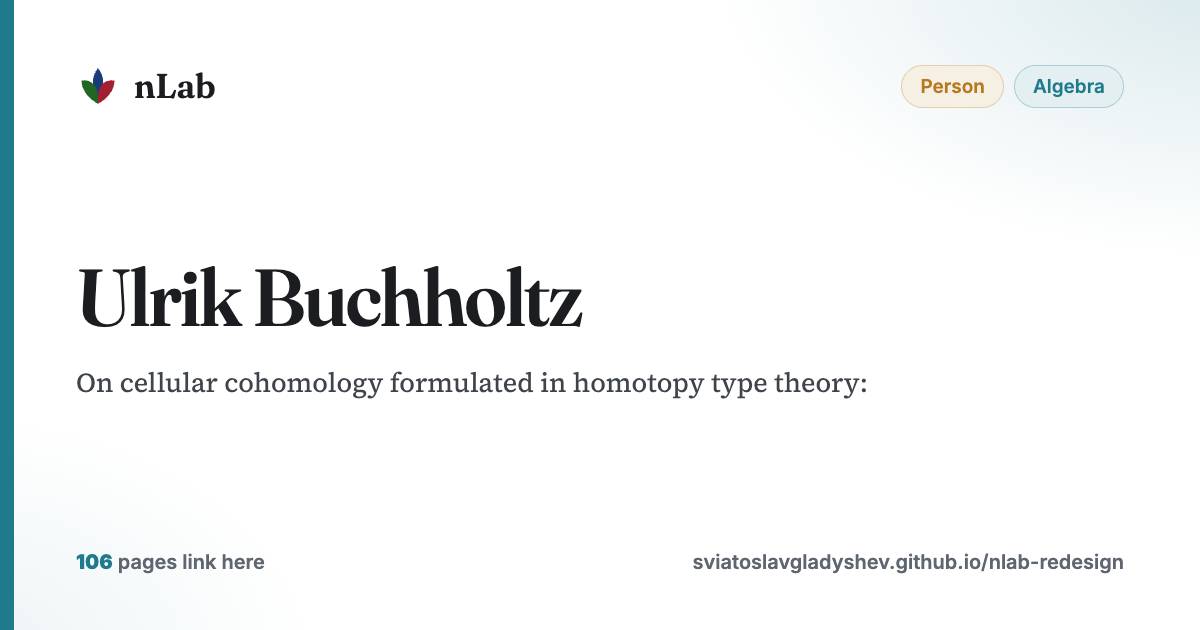 nLab
Person
Algebra
Ulrik Buchholtz
On cellular cohomology formulated in homotopy type theory:
106 pages link here
sviatoslavgladyshev.github.io/nlab-redesign